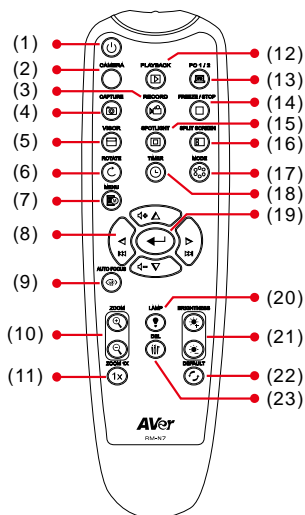 (1)
(2)
(3)
(4)
(5)
(6)
(7)
(8)
(9)
(10)
(11)
CAMERA
PLAYBACK
PC 1 / 2
CAPTURE
RECORD
FREEZE / STOP
VISOR
SPOTLIGHT
SPLIT SCREEN
ROTATE
TIMER
MODE
MENU
AUTO FOCUS
ZOOM
LAMP
BRIGHTNESS
DEL
ZOOM 1X
1x
DEFAULT
AVer
RM-N7
(12)
(13)
(14)
(15)
(16)
(17)
(18)
(19)
(20)
(21)
(22)
(23)